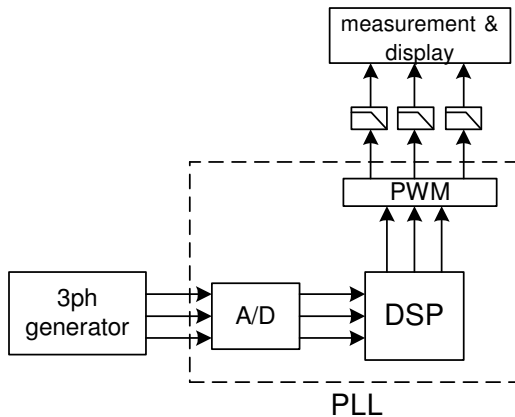 measurement &
display
PWM
3ph
generator
A/D
DSP
PLL